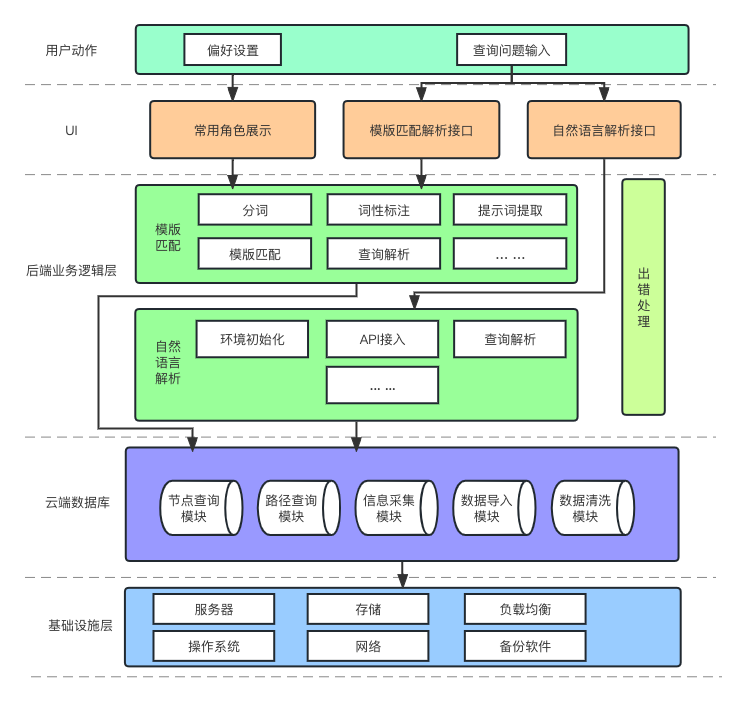 用户动作
偏好设置
查询问题输入
UI
常用角色展示
模版匹配解析接口
自然语言解析接口
后端业务逻辑层
模版
匹配
分词
词性标注
提示词提取
模版匹配
查询解析
... ...
自然
语言
解析
环境初始化
API接入
查询解析
... ...
出
错
处
理
云端数据库
节点查询
模块
路径查询
模块
信息采集
模块
数据导入
模块
数据清洗
模块
基础设施层
服务器
存储
负载均衡
操作系统
网络
备份软件